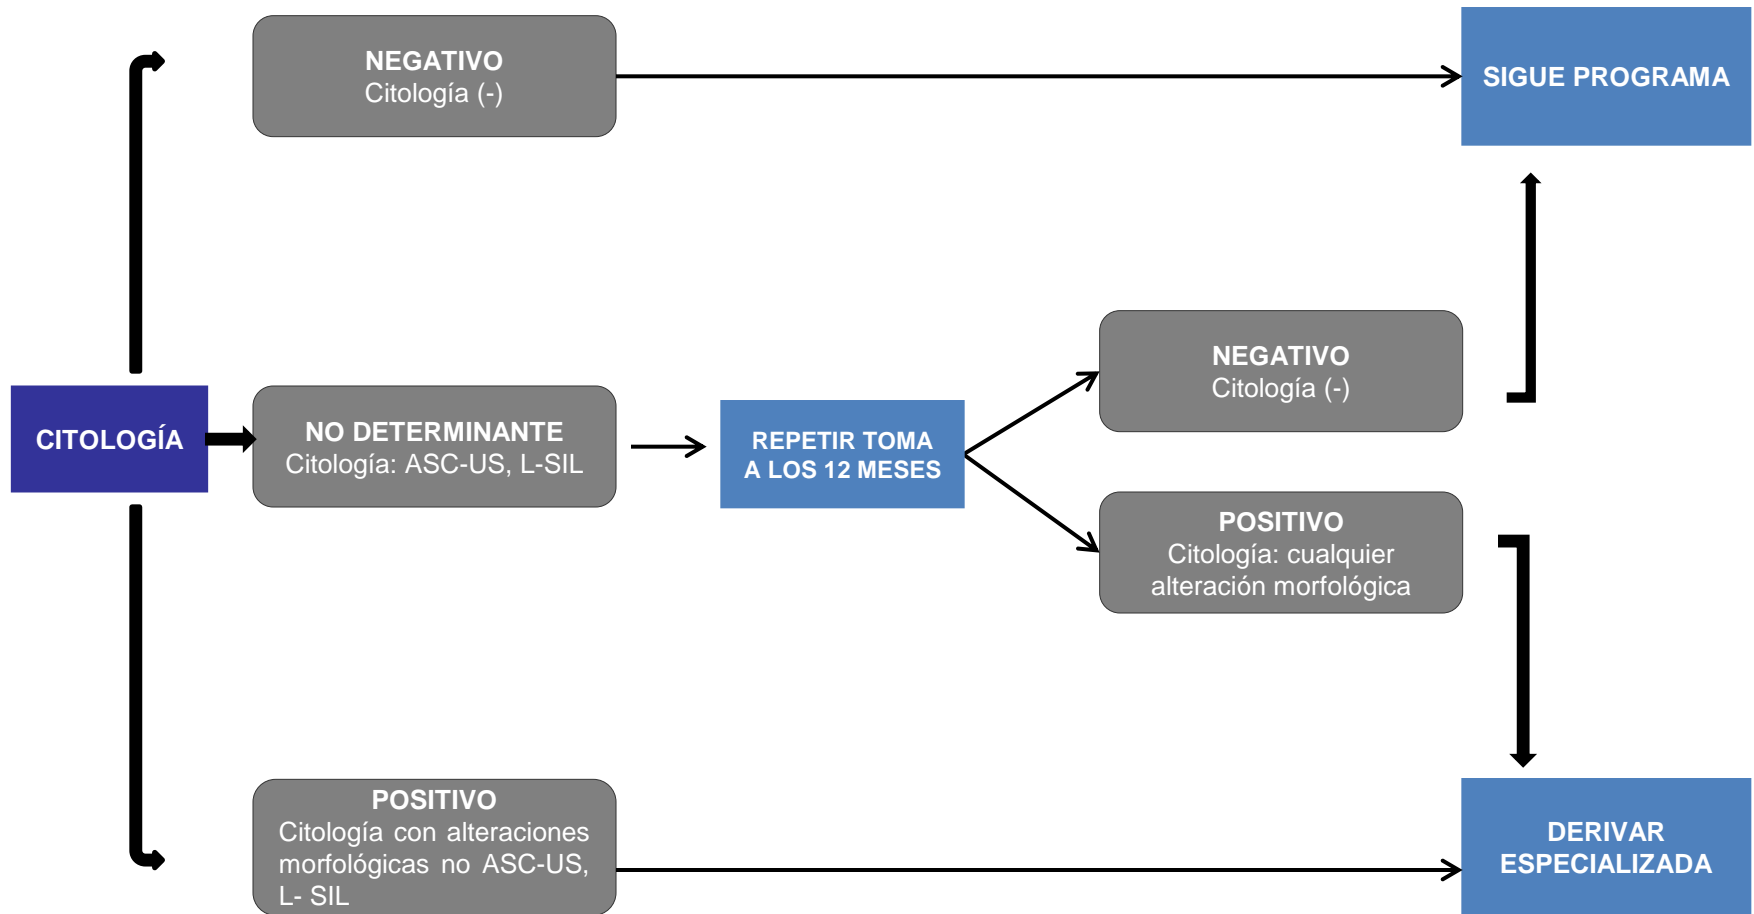 NEGATIVO
Citología (-)
SIGUE PROGRAMA
CITOLOGÍA
NO DETERMINANTE
Citología: ASC-US, L-SIL
REPETIR TOMA
A LOS 12 MESES
NEGATIVO
Citología (-)
POSITIVO
Citología: cualquier
alteración morfológica
POSITIVO
Citología con alteraciones
morfológicas no ASC-US,
L- SIL
DERIVAR
ESPECIALIZADA